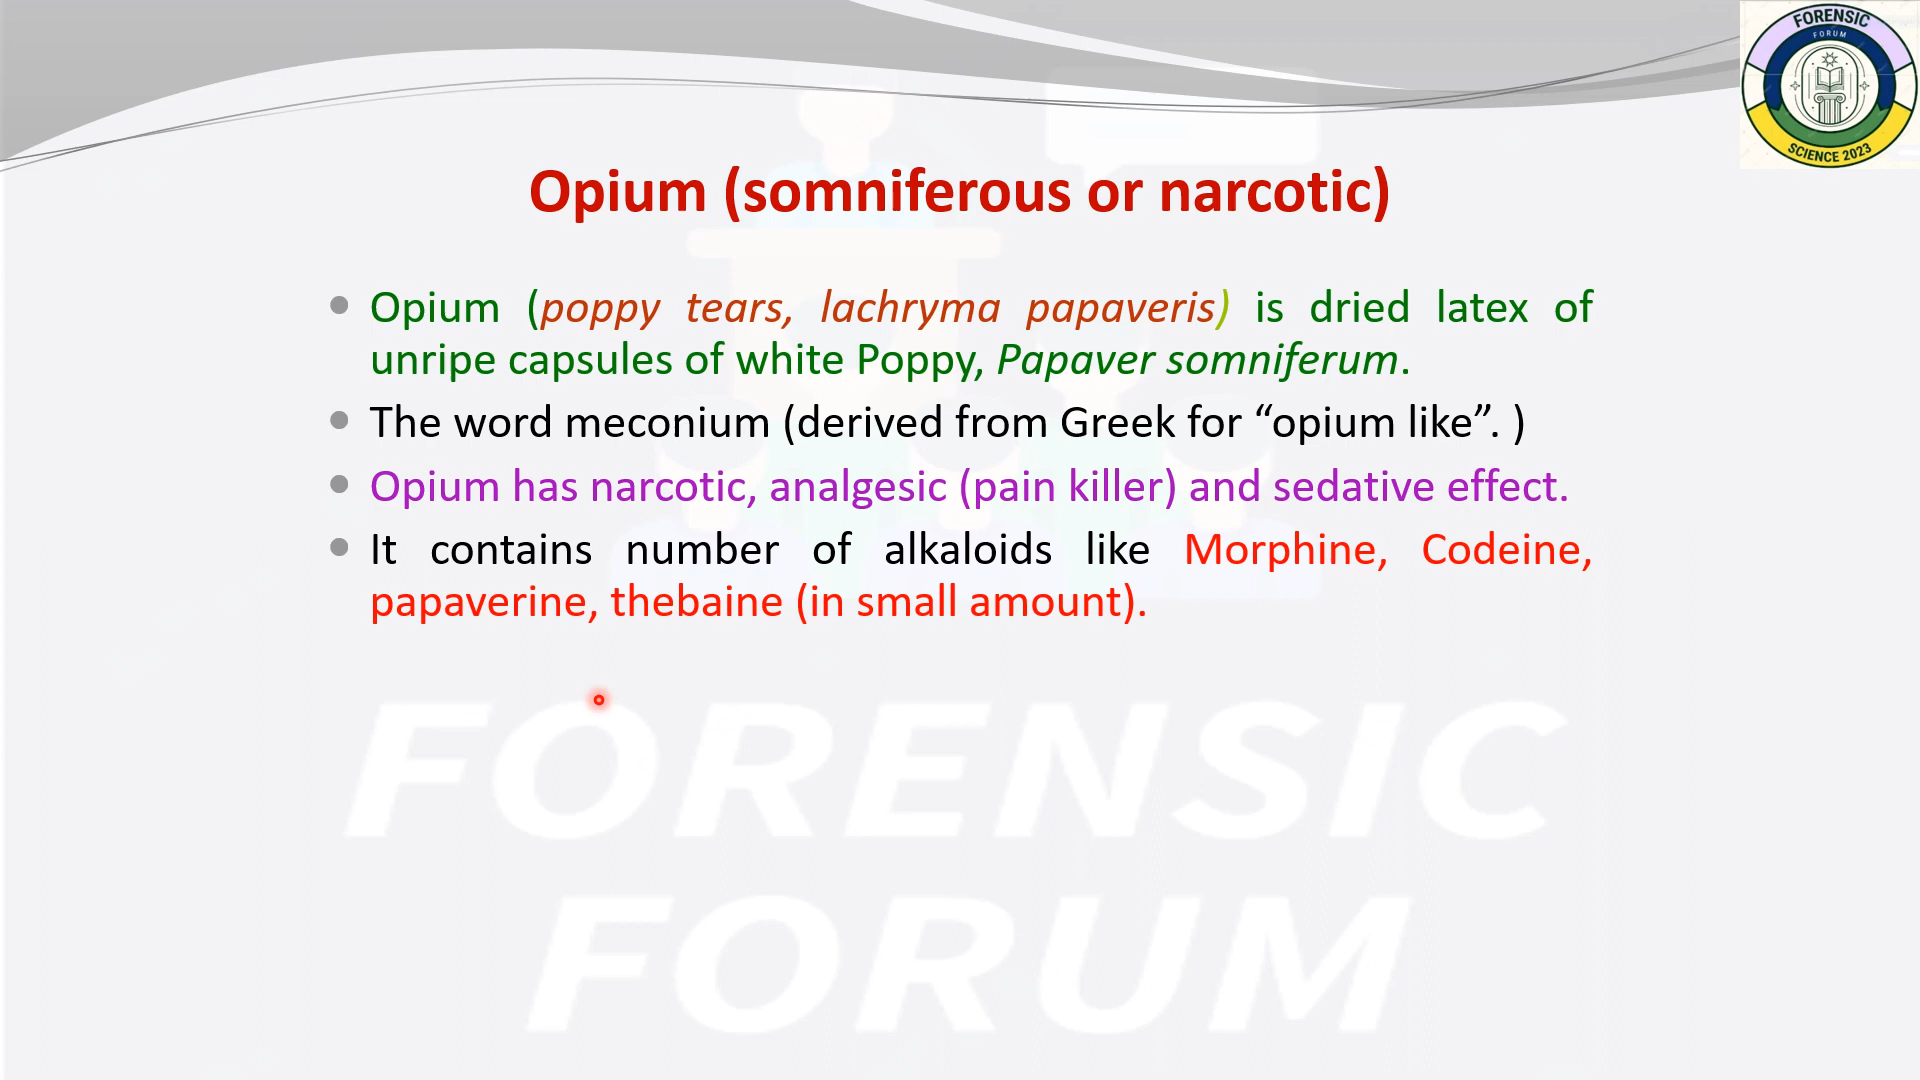 FORENSIC
FORUM
SCIENCE 2023
Opium (somniferous or narcotic)
Opium (poppy tears, lachryma papaveris) is dried latex of
unripe capsules of white Poppy, Papaver somniferum.
The word meconium (derived from Greek for “opium like”. )
Opium has narcotic, analgesic (pain killer) and sedative effect.
It contains number of alkaloids like Morphine, Codeine,
papaverine, thebaine (in small amount).
FORENSIC
FORUM